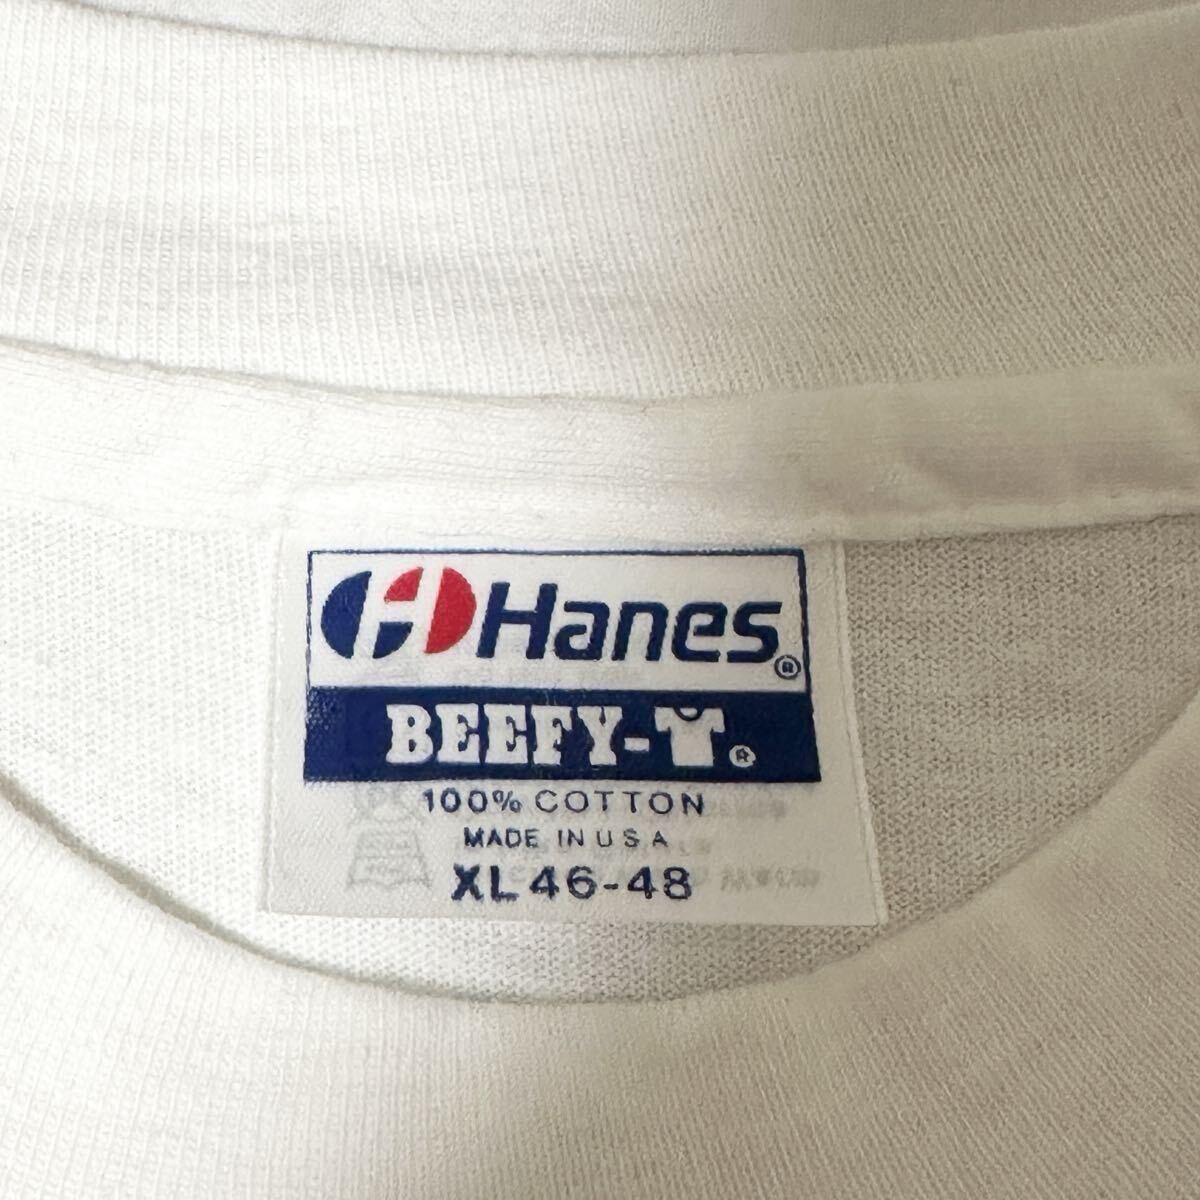 Hanes®
BEEFY-T®
100% COTTON
MADE IN U S A
XL 46-48